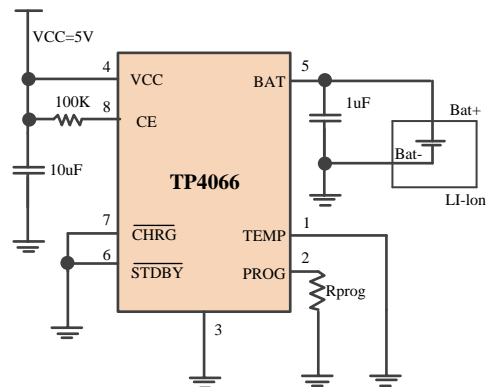 VCC=5V
4
VCC
100K
8
CE
10uF
TP4066
7
CHRG
6
STDBY
3
5
BAT
1uF
Bat+
Bat-
LI-lon
1
TEMP
2
PROG
Rprog